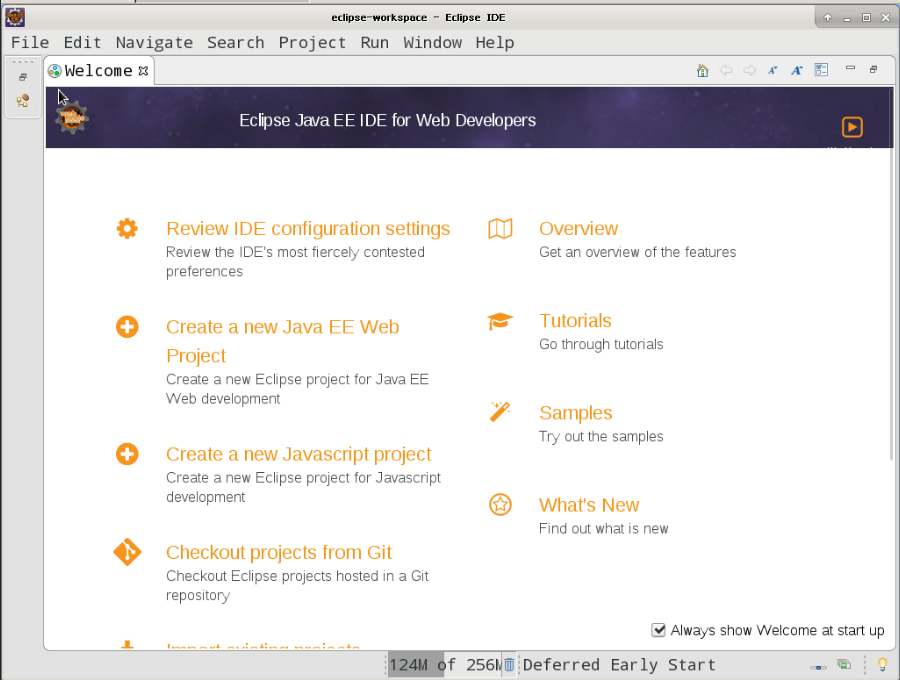 eclipse-workspace - Eclipse IDE
File Edit Navigate Search Project Run Window Help
Welcome
Eclipse Java EE IDE for Web Developers
Review IDE configuration settings
Review the IDE's most fiercely contested
preferences
Overview
Get an overview of the features
Create a new Java EE Web
Project
Create a new Eclipse project for Java EE
Web development
Tutorials
Go through tutorials
Create a new Javascript project
Create a new Eclipse project for Javascript
development
Samples
Try out the samples
Checkout projects from Git
Checkout Eclipse projects hosted in a Git
repository
What's New
Find out what is new
Import existing projects
Always show Welcome at start up
124M of 256M Deferred Early Start